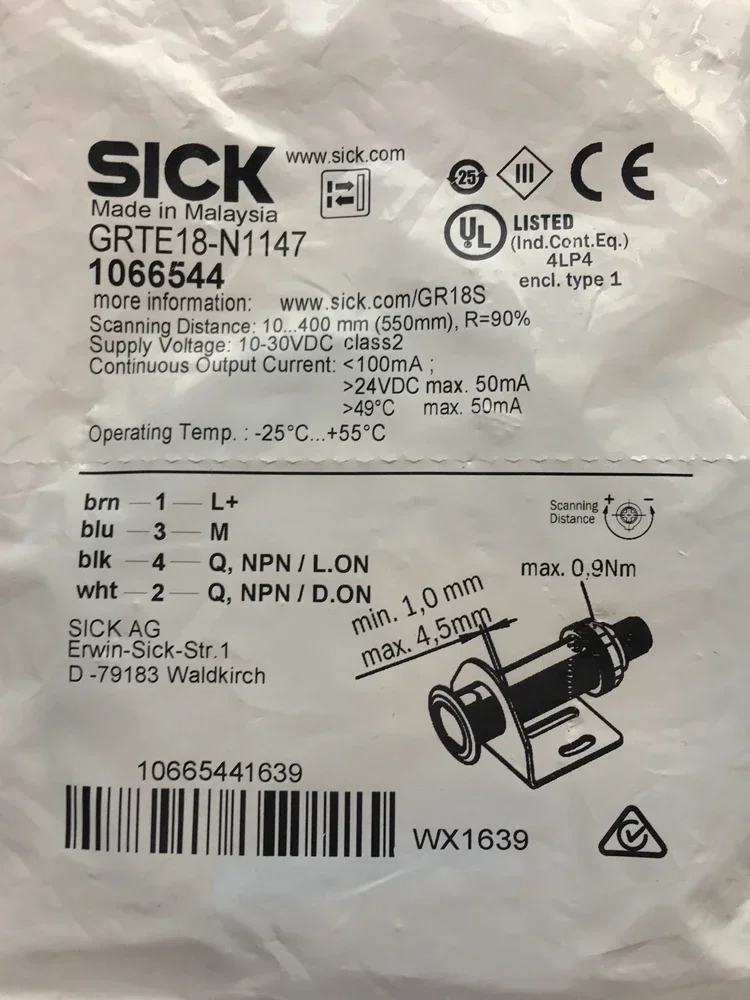 SICK www.sick.com
Made in Malaysia
GRTE18-N1147
1066544
25
III
CE
UL LISTED
(Ind.Cont.Eq.)
4LP4
encl. type 1
more information: www.sick.com/GR18S
Scanning Distance: 10...400 mm (550mm), R=90%
Supply Voltage: 10-30VDC class2
Continuous Output Current: <100mA ;
>24VDC max. 50mA
>49°C max. 50mA
Operating Temp. : -25°C...+55°C
brn — 1 — L+
blu — 3 — M
blk — 4 — Q, NPN / L.ON
wht — 2 — Q, NPN / D.ON
Scanning + -
Distance
max. 0,9Nm
min. 1,0 mm
max. 4,5mm
SICK AG
Erwin-Sick-Str.1
D -79183 Waldkirch
10665441639
WX1639